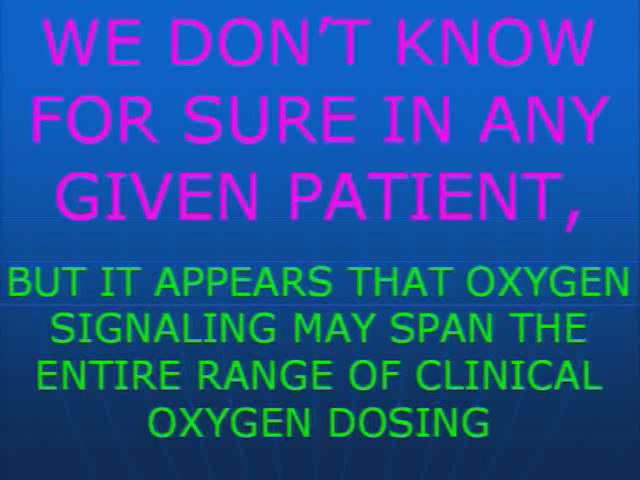 WE DON'T KNOW
FOR SURE IN ANY
GIVEN PATIENT,
BUT IT APPEARS THAT OXYGEN
SIGNALING MAY SPAN THE
ENTIRE RANGE OF CLINICAL
OXYGEN DOSING